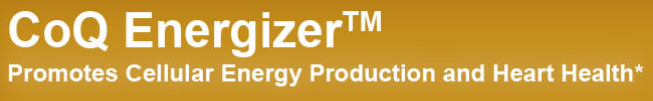 CoQ Energizer™
Promotes Cellular Energy Production and Heart Health*